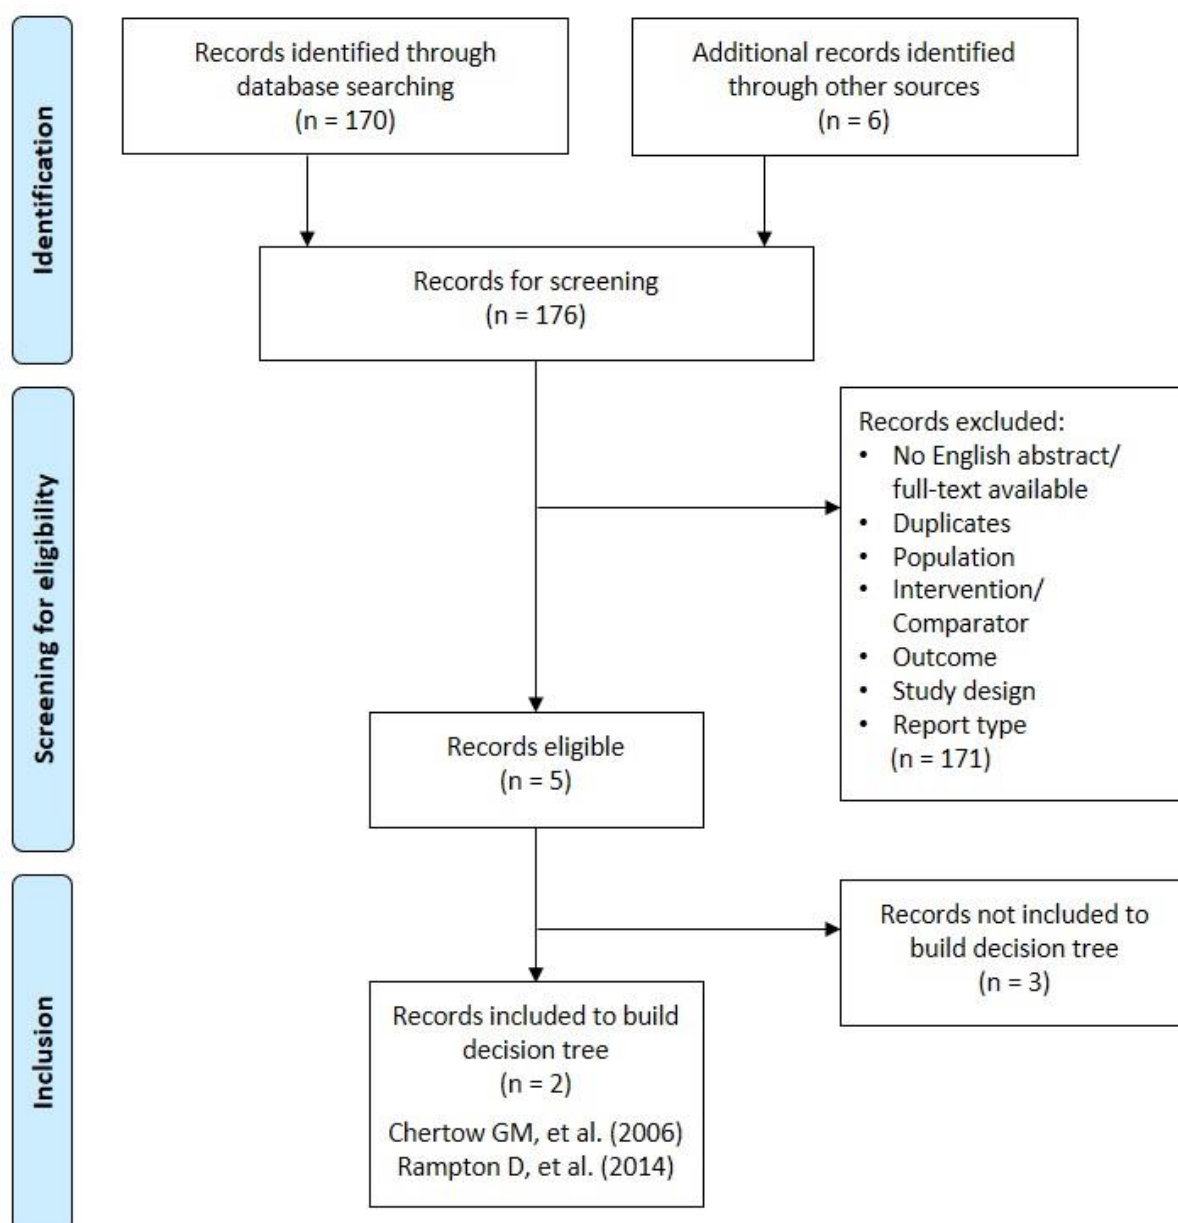 Identification
Records identified through
database searching
(n = 170)
Additional records identified
through other sources
(n = 6)
Records for screening
(n = 176)
Screening for eligibility
Records excluded:
• No English abstract/
full-text available
• Duplicates
• Population
• Intervention/
Comparator
• Outcome
• Study design
• Report type
(n = 171)
Records eligible
(n = 5)
Inclusion
Records not included to
build decision tree
(n = 3)
Records included to build
decision tree
(n = 2)
Chertow GM, et al. (2006)
Rampton D, et al. (2014)